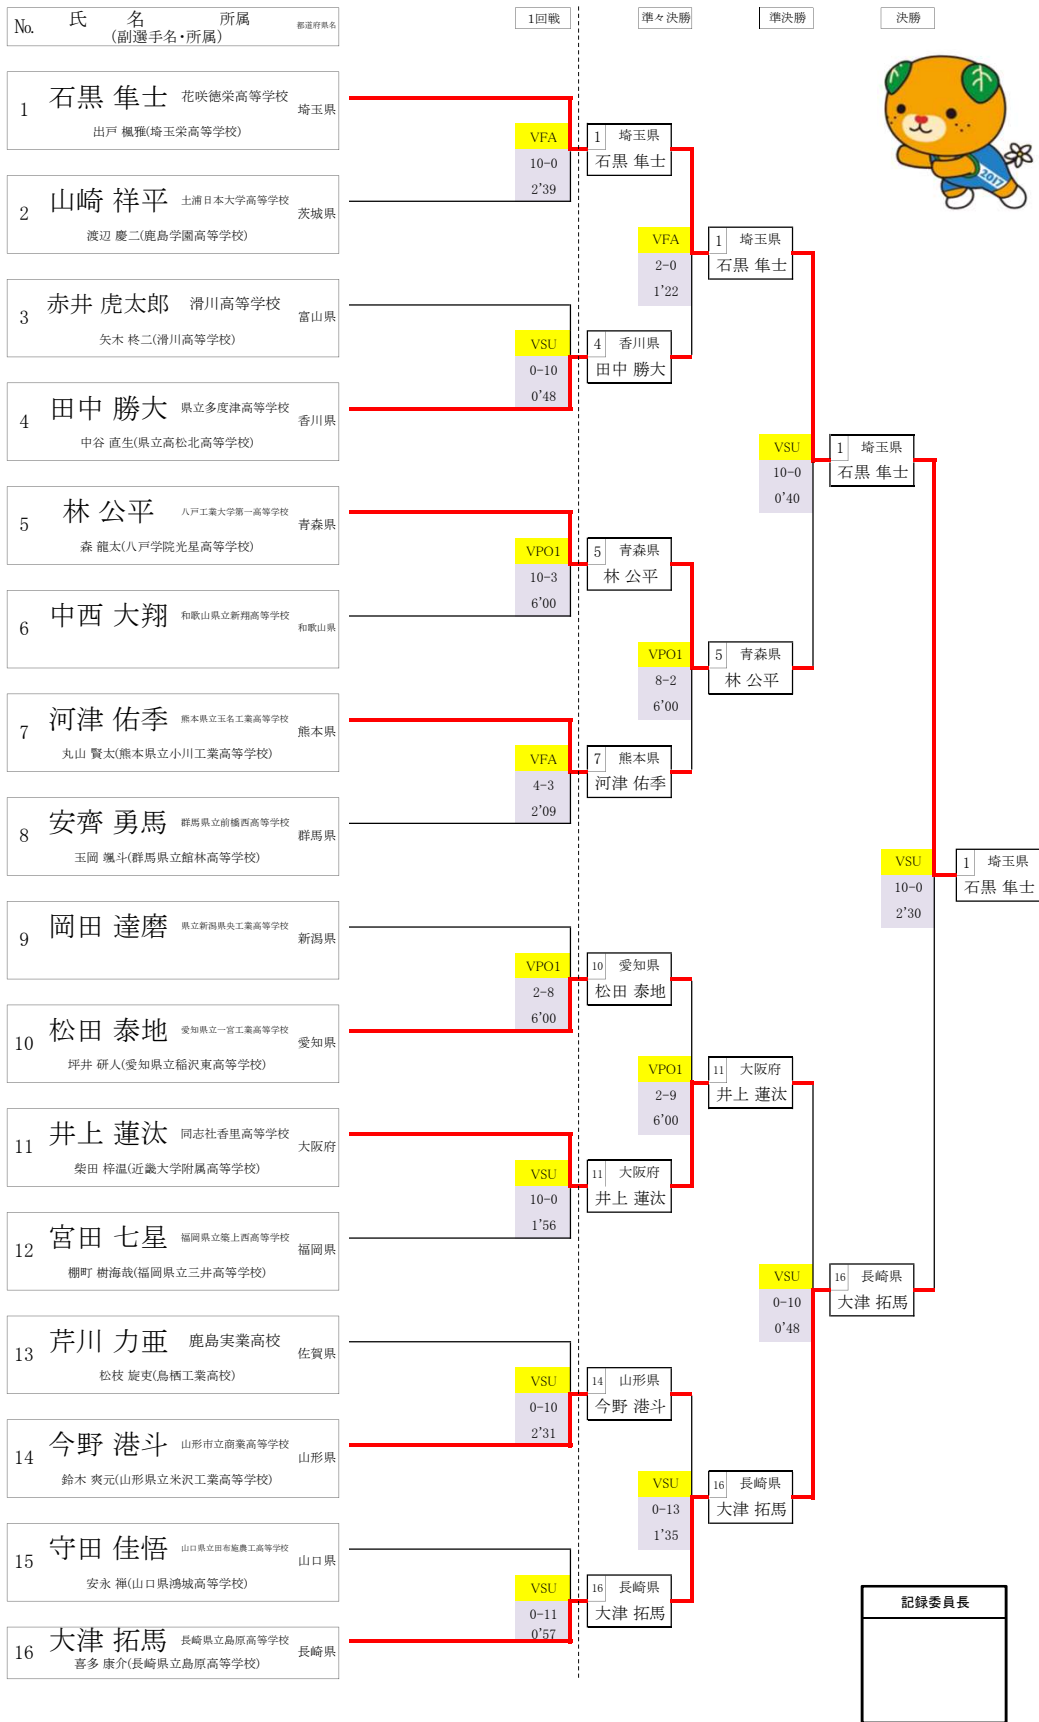 No. 氏 名 所属 都道府県名
(副選手名・所属)
1回戦 準々決勝 準決勝 決勝
1 石黒 隼士 花咲徳栄高等学校 埼玉県
出戸 楓雅(埼玉栄高等学校)
2 山崎 祥平 土浦日本大学高等学校 茨城県
渡辺 慶二(鹿島学園高等学校)
3 赤井 虎太郎 滑川高等学校 富山県
矢木 柊二(滑川高等学校)
4 田中 勝大 県立多度津高等学校 香川県
中谷 直生(県立高松北高等学校)
5 林 公平 八戸工業大学第一高等学校 青森県
森 龍太(八戸学院光星高等学校)
6 中西 大翔 和歌山県立新翔高等学校 和歌山県
7 河津 佑季 熊本県立玉名工業高等学校 熊本県
丸山 賢太(熊本県立小川工業高等学校)
8 安齊 勇馬 群馬県立前橋西高等学校 群馬県
玉岡 颯斗(群馬県立館林高等学校)
9 岡田 達磨 県立新潟県央工業高等学校 新潟県
10 松田 泰地 愛知県立一宮工業高等学校 愛知県
坪井 研人(愛知県立稲沢東高等学校)
11 井上 蓮汰 同志社香里高等学校 大阪府
柴田 梓温(近畿大学附属高等学校)
12 宮田 七星 福岡県立築上西高等学校 福岡県
棚町 樹海哉(福岡県立三井高等学校)
13 芹川 力亜 鹿島実業高校 佐賀県
松枝 旋吏(鳥栖工業高校)
14 今野 港斗 山形市立商業高等学校 山形県
鈴木 爽元(山形県立米沢工業高等学校)
15 守田 佳悟 山口県立田布施農工高等学校 山口県
安永 禅(山口県鴻城高等学校)
16 大津 拓馬 長崎県立島原高等学校 長崎県
喜多 康介(長崎県立島原高等学校)
VFA
10-0
2'39
VSU
0-10
0'48
VPO1
10-3
6'00
VFA
4-3
2'09
VPO1
2-8
6'00
VSU
10-0
1'56
VSU
0-10
2'31
VSU
0-11
0'57
1 埼玉県
石黒 隼士
4 香川県
田中 勝大
5 青森県
林 公平
7 熊本県
河津 佑季
10 愛知県
松田 泰地
11 大阪府
井上 蓮汰
14 山形県
今野 港斗
16 長崎県
大津 拓馬
VFA
2-0
1'22
VPO1
8-2
6'00
VPO1
2-9
6'00
VSU
0-13
1'35
1 埼玉県
石黒 隼士
5 青森県
林 公平
11 大阪府
井上 蓮汰
16 長崎県
大津 拓馬
VSU
10-0
0'40
VSU
0-10
0'48
1 埼玉県
石黒 隼士
16 長崎県
大津 拓馬
VSU
10-0
2'30
1 埼玉県
石黒 隼士
2017
記録委員長